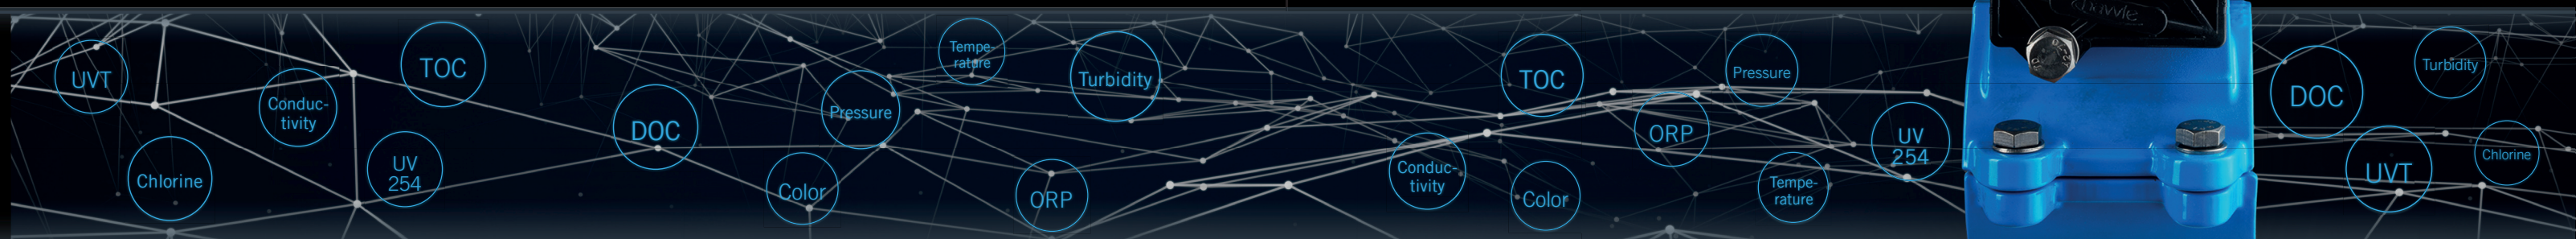 UVT
Conduc-
tivity
TOC
Chlorine
UV
254
DOC
Pressure
Color
Tempe-
rature
Turbidity
ORP
TOC
Conduc-
tivity
Color
ORP
Pressure
Tempe-
rature
UV
254
DOC
Turbidity
UVT
Chlorine